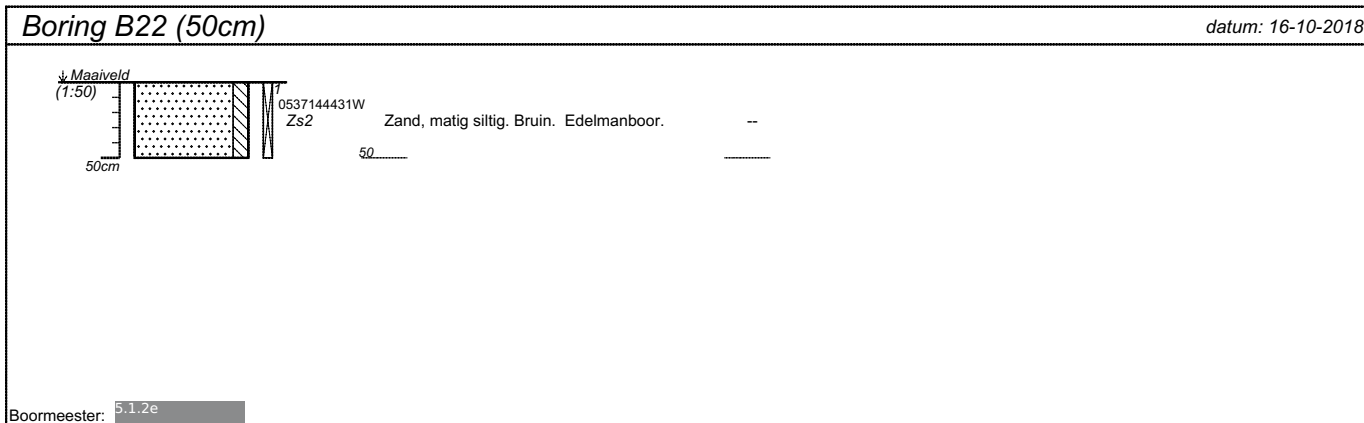 Boring B22 (50cm)
datum: 16-10-2018
Maaiveld
(1:50)
1
0537144431W
Zs2 Zand, matig siltig. Bruin. Edelmanboor. --
50
50cm
Boormeester: 5.1.2e